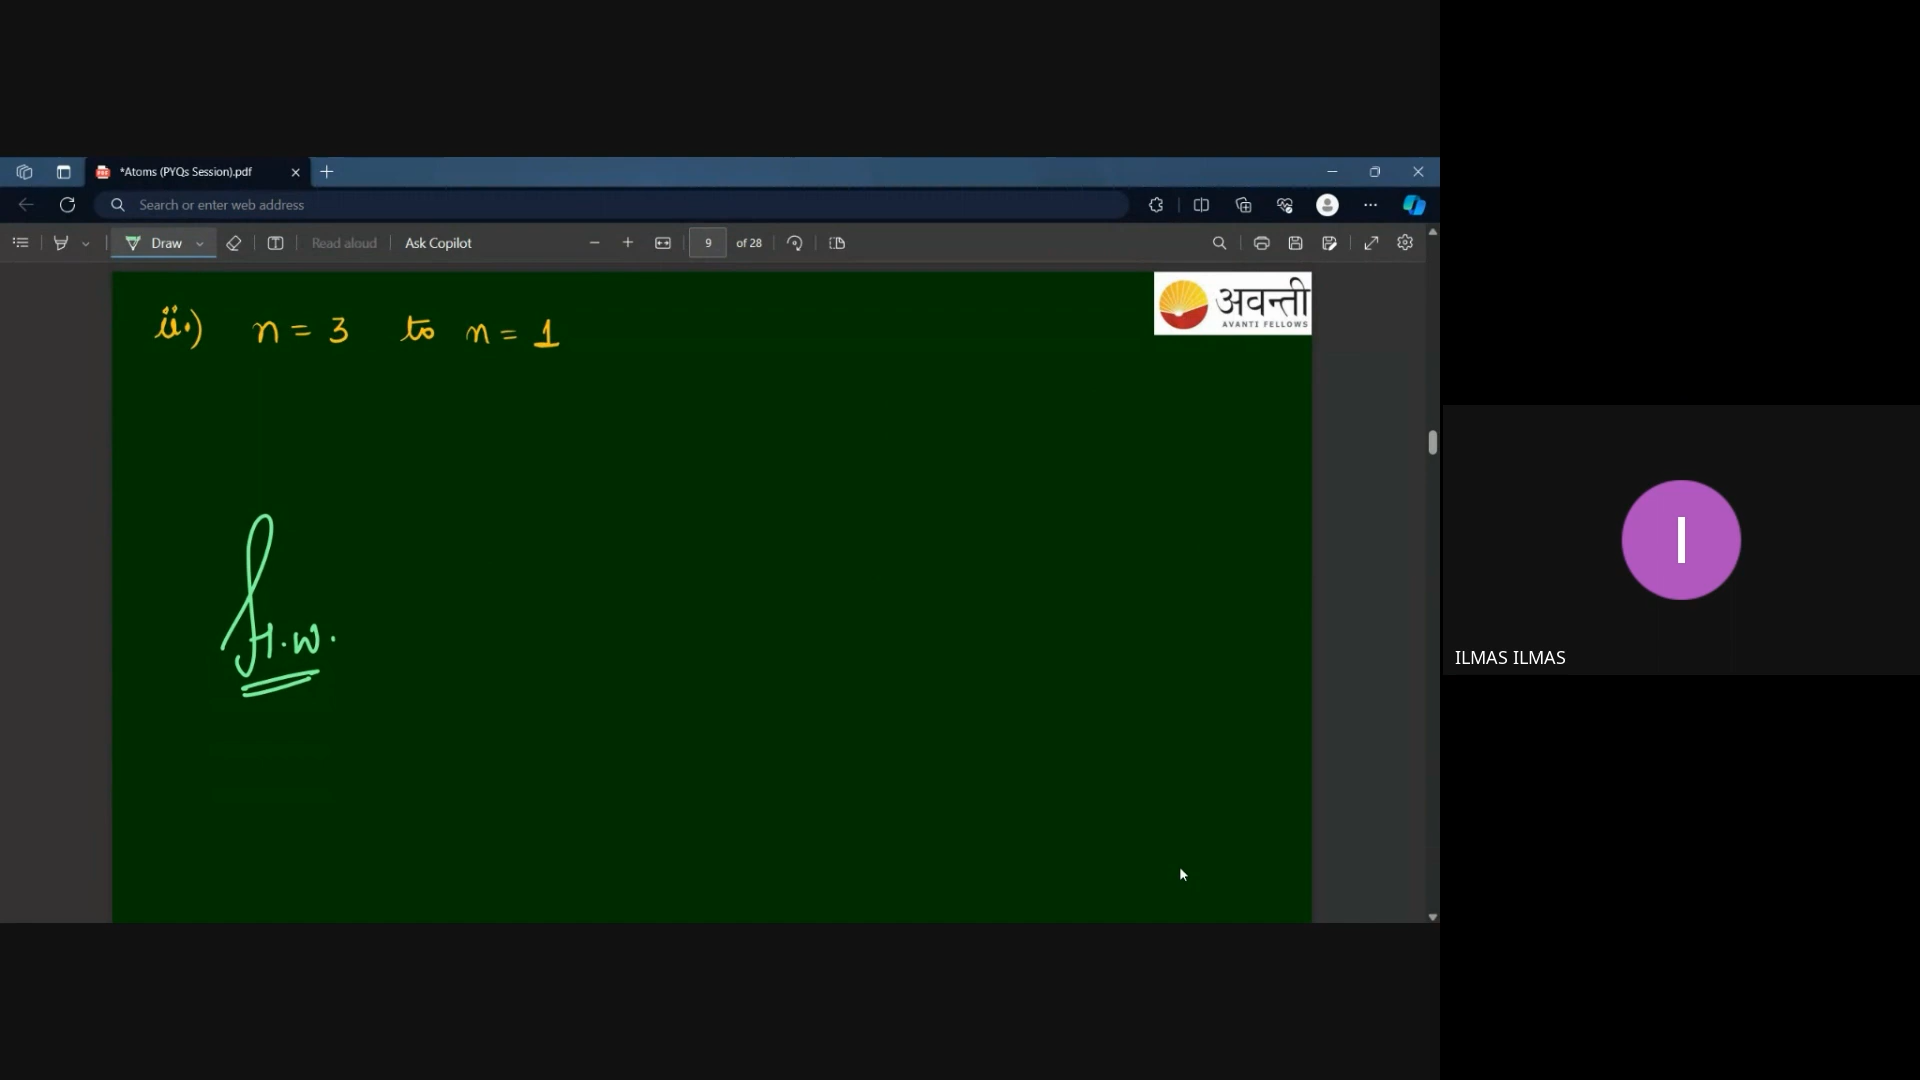 *Atoms (PYQs Session).pdf
Search or enter web address
Draw
Read aloud
Ask Copilot
9 of 28
ii.) n = 3 to n = 1
अवन्ती
AVANTI FELLOWS
H.W.
I
ILMAS ILMAS